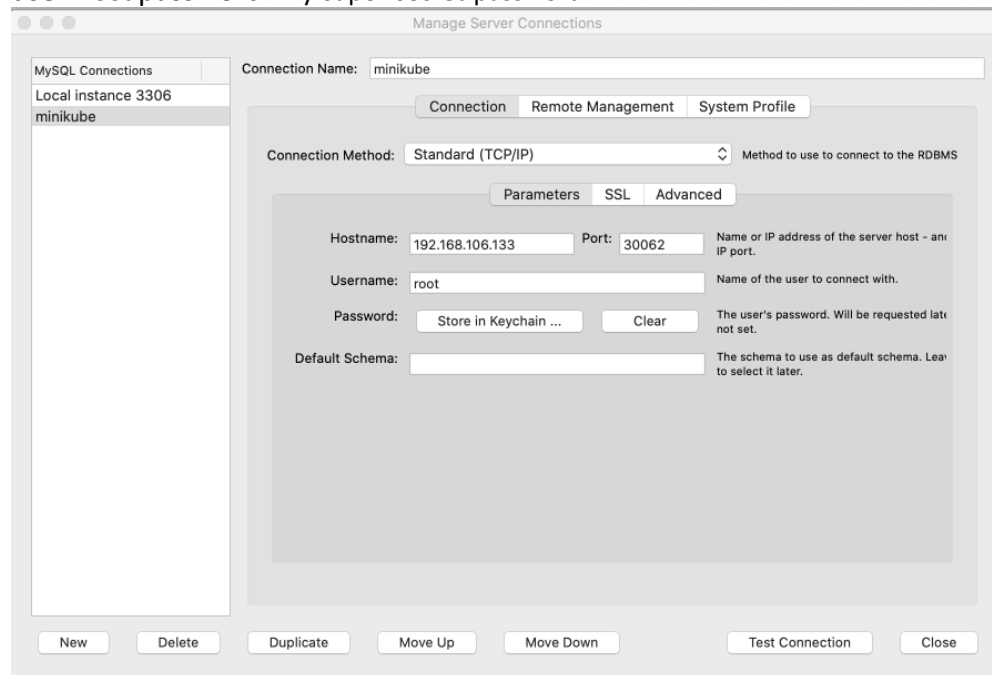 Manage Server Connections
MySQL Connections
Local instance 3306
minikube
Connection Name: minikube
Connection Remote Management System Profile
Connection Method: Standard (TCP/IP) Method to use to connect to the RDBMS
Parameters SSL Advanced
Hostname: 192.168.106.133 Port: 30062 Name or IP address of the server host - and
IP port.
Username: root Name of the user to connect with.
Password: Store in Keychain ... Clear The user's password. Will be requested late
not set.
Default Schema: The schema to use as default schema. Leav
to select it later.
New Delete Duplicate Move Up Move Down Test Connection Close